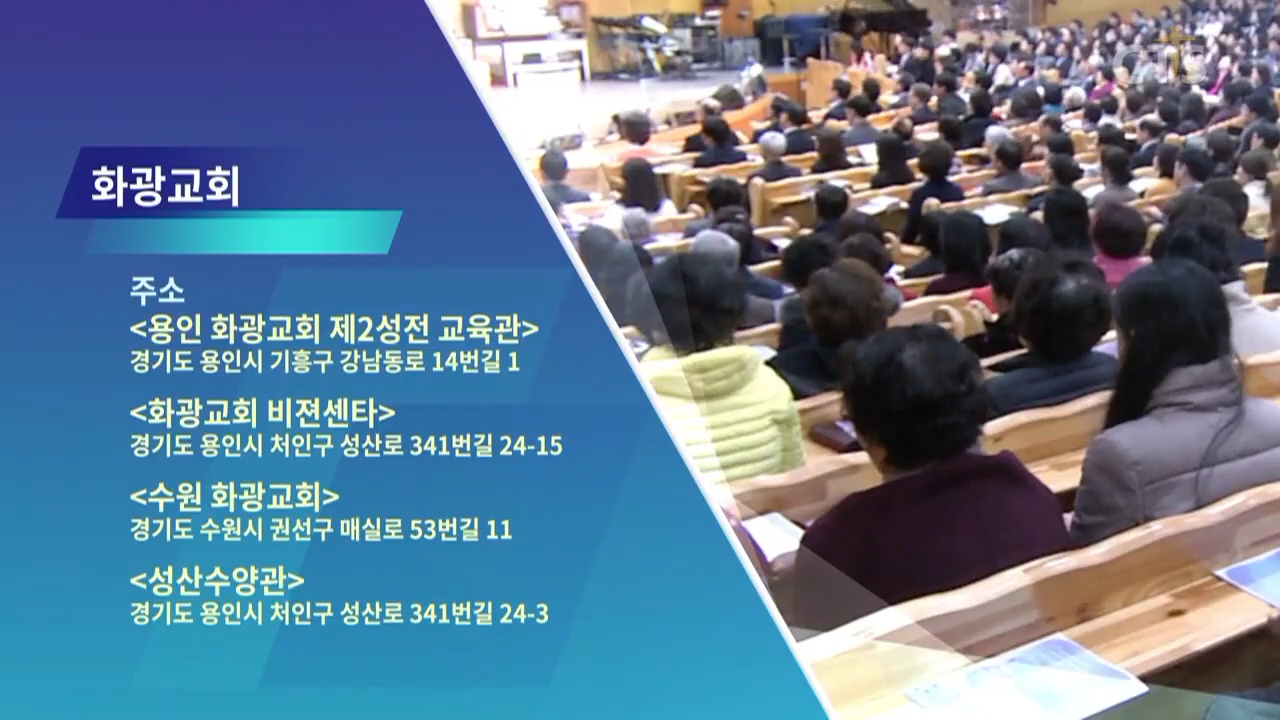 CTS
화광교회
주소
<용인 화광교회 제2성전 교육관>
경기도 용인시 기흥구 강남동로 14번길 1
<화광교회 비젼센타>
경기도 용인시 처인구 성산로 341번길 24-15
<수원 화광교회>
경기도 수원시 권선구 매실로 53번길 11
<성산수양관>
경기도 용인시 처인구 성산로 341번길 24-3